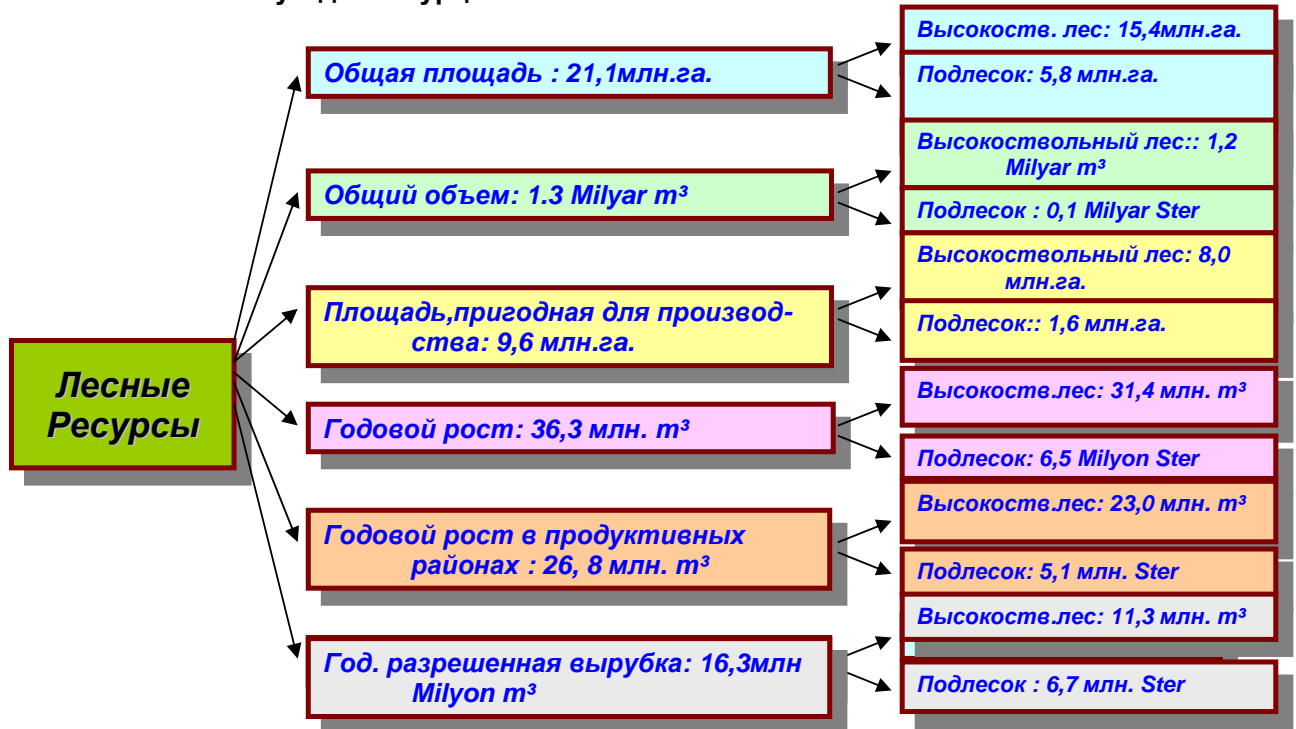 Общая площадь : 21,1млн.га.
Высокоств. лес: 15,4млн.га.
Подлесок: 5,8 млн.га.
Общий объем: 1.3 Milyar m³
Высокоствольный лес:: 1,2
Milyar m³
Подлесок : 0,1 Milyar Ster
Площадь,пригодная для производ-
ства: 9,6 млн.га.
Высокоствольный лес: 8,0
млн.га.
Подлесок:: 1,6 млн.га.
Лесные
Ресурсы
Годовой рост: 36,3 млн. m³
Высокоств.лес: 31,4 млн. m³
Подлесок: 6,5 Milyon Ster
Годовой рост в продуктивных
районах : 26, 8 млн. m³
Высокоств.лес: 23,0 млн. m³
Подлесок: 5,1 млн. Ster
Год. разрешенная вырубка: 16,3млн
Milyon m³
Высокоств.лес: 11,3 млн. m³
Подлесок : 6,7 млн. Ster